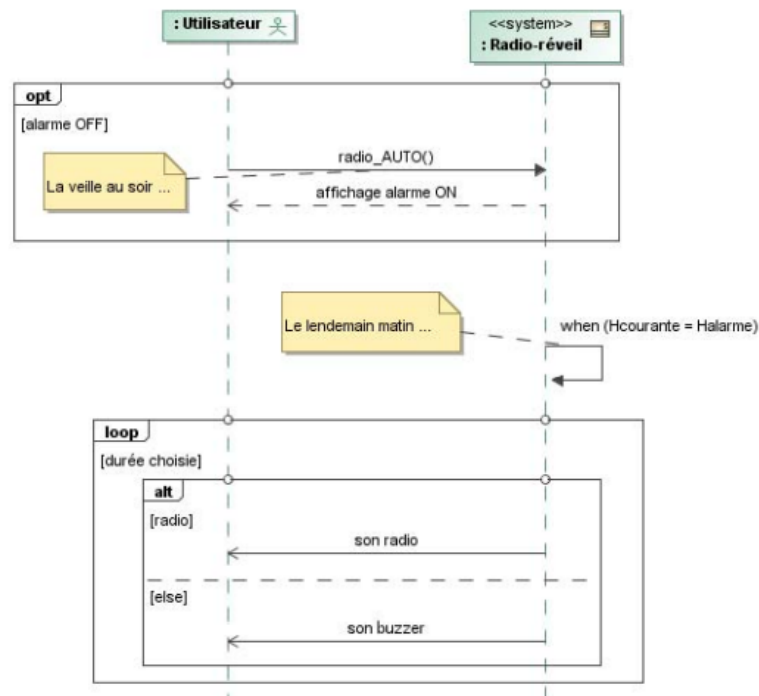 : Utilisateur
<<system>>
: Radio-réveil
opt
[alarme OFF]
radio_AUTO()
La veille au soir ...
affichage alarme ON
Le lendemain matin ...
when (Hcourante = Halarme)
loop
[durée choisie]
alt
[radio]
son radio
[else]
son buzzer